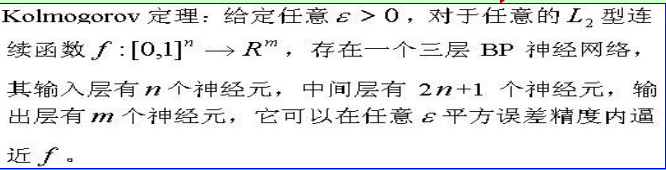 Kolmogorov 定理：给定任意 ε > 0，对于任意的 L₂ 型连
续函数 f :[0,1]ⁿ → Rᵐ，存在一个三层 BP 神经网络，
其输入层有 n 个神经元，中间层有 2n+1 个神经元，输
出层有 m 个神经元，它可以在任意 ε 平方误差精度内逼
近 f 。